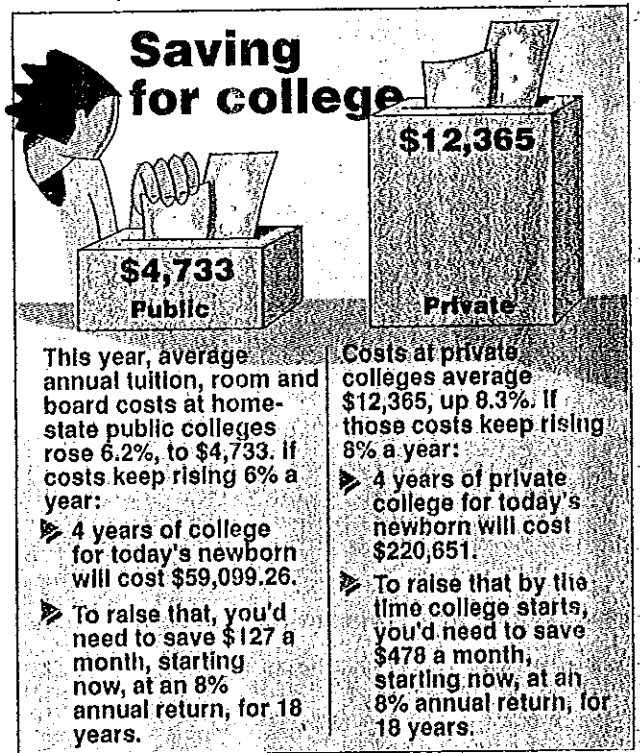 Saving
for college
$12,365
Private
$4,733
Public
This year, average
annual tuition, room and
board costs at home-
state public colleges
rose 6.2%, to $4,733. If
costs keep rising 6% a
year:
4 years of college
for today's newborn
will cost $59,099.26.
To raise that, you'd
need to save $127 a
month, starting
now, at an 8%
annual return, for 18
years.
Costs at private
colleges average
$12,365, up 8.3%. If
those costs keep rising
8% a year:
4 years of private
college for today's
newborn will cost
$220,651.
To raise that by the
time college starts,
you'd need to save
$478 a month,
starting now, at an
8% annual return, for
18 years.